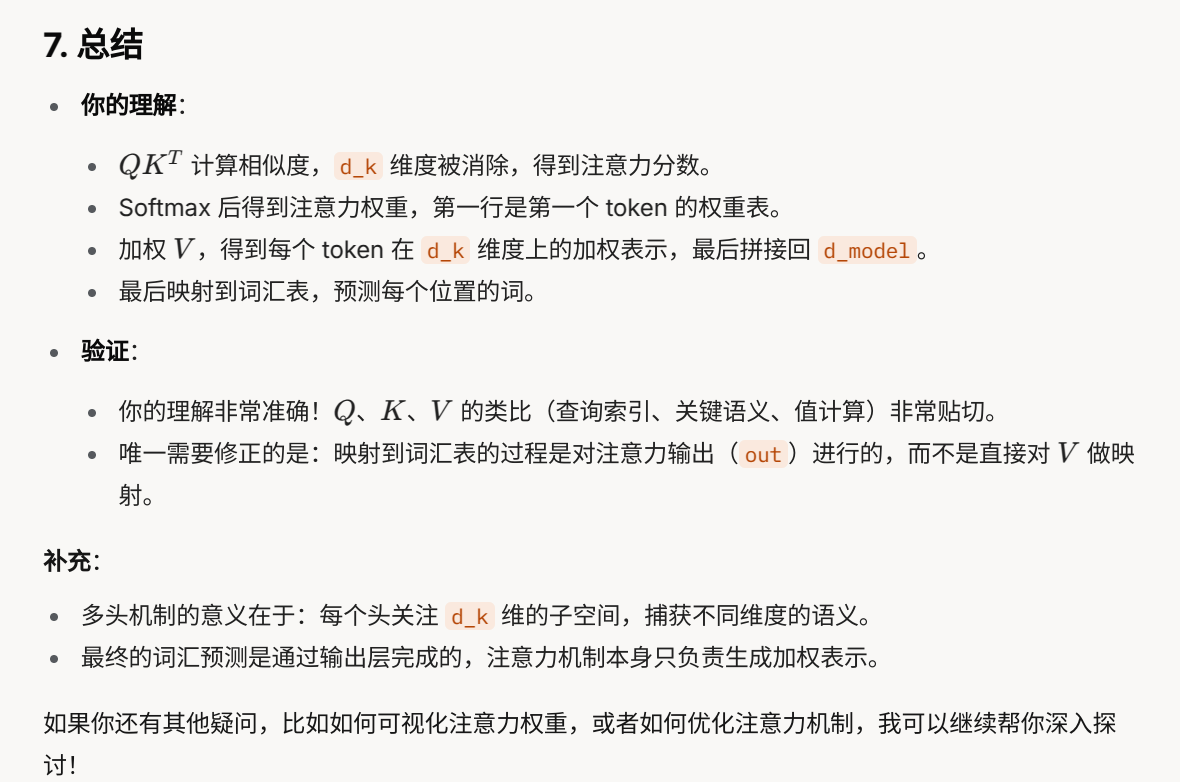 7. 总结
你的理解：
QK^T 计算相似度，d_k 维度被消除，得到注意力分数。
Softmax 后得到注意力权重，第一行是第一个 token 的权重表。
加权 V，得到每个 token 在 d_k 维度上的加权表示，最后拼接回 d_model。
最后映射到词汇表，预测每个位置的词。
验证：
你的理解非常准确！Q、K、V 的类比（查询索引、关键语义、值计算）非常贴切。
唯一需要修正的是：映射到词汇表的过程是对注意力输出（out）进行的，而不是直接对 V 做映
射。
补充：
多头机制的意义在于：每个头关注 d_k 维的子空间，捕获不同维度的语义。
最终的词汇预测是通过输出层完成的，注意力机制本身只负责生成加权表示。
如果你还有其他疑问，比如如何可视化注意力权重，或者如何优化注意力机制，我可以继续帮你深入探
讨！